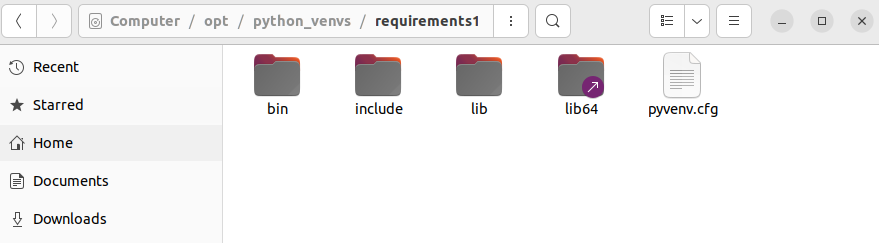 Computer / opt / python_venvs / requirements1
Recent
Starred
Home
Documents
Downloads
bin
include
lib
lib64
pyvenv.cfg